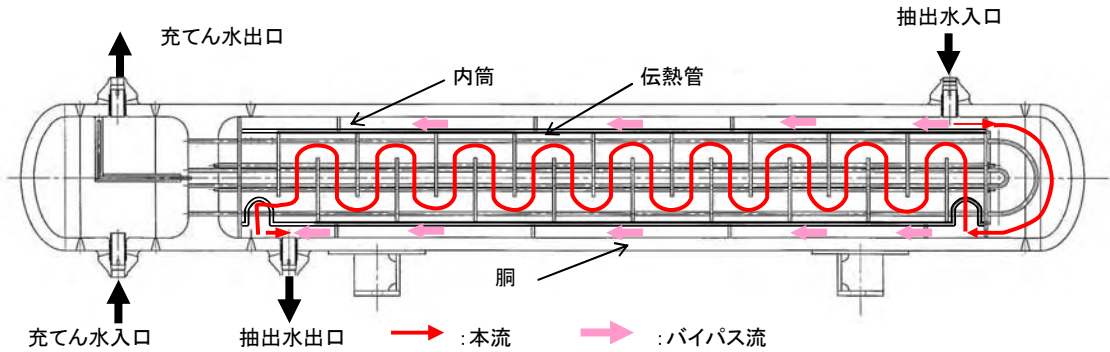 抽出水入口
充てん水出口
内筒
伝熱管
胴
充てん水入口
抽出水出口
:本流
:バイパス流